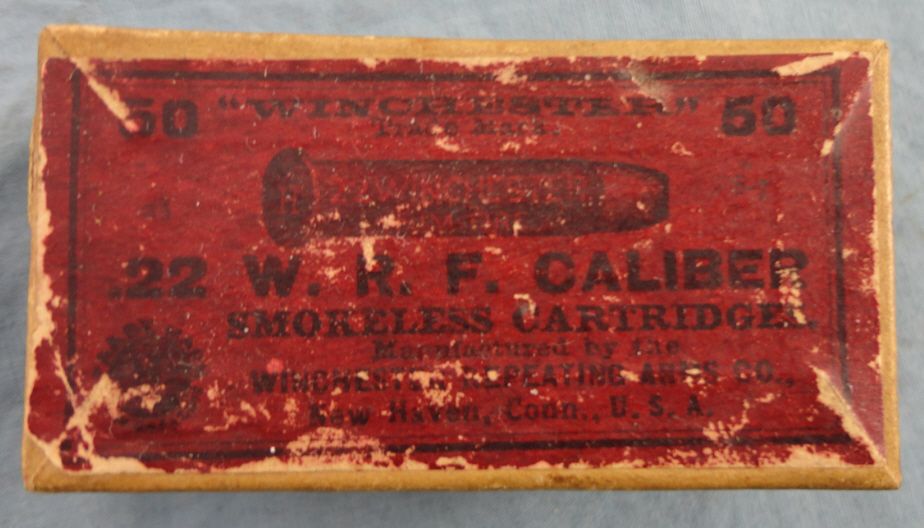 50 "WINCHESTER" 50
Trade Mark.
.22 W. R. F. CALIBER
SMOKELESS CARTRIDGES.
Manufactured by the
WINCHESTER REPEATING ARMS CO.,
New Haven, Conn., U. S. A.